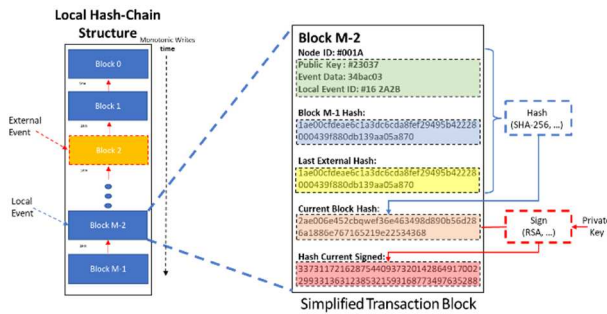 Local Hash-Chain
Structure
Monotonic Writes
time
Block 0
Block 1
External
Event
Block 2
Local
Event
Block M-2
Block M-1
Block M-2
Node ID: #001A
Public Key : #23037
Event Data: 34bac03
Local Event ID: #16 2A2B
Block M-1 Hash:
1ae00cfdeae6c1a3dc6cda8fef29495b42228
000439f880db139aa05a870
Last External Hash:
1ae00cfdeae6c1a3dc6cda8fef29495b42228
000439f880db139aa05a870
Current Block Hash:
2ae006e452cbqwef36e463498d890b56d28
6a1886e767165219e22534368
Hash Current Signed:
3373117216287544093732014286491700​2
29933136312385321593168773497635288
Hash
(SHA-256, ...)
Sign
(RSA, ...)
Private
Key
Simplified Transaction Block